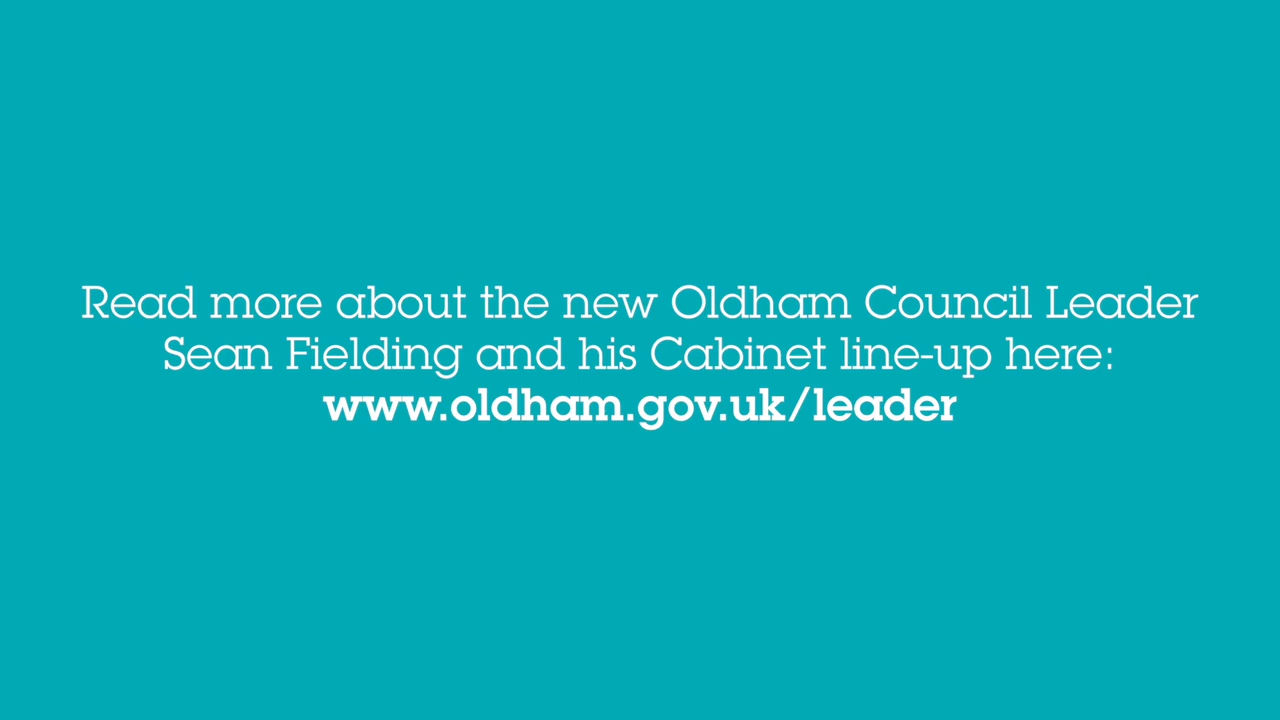 Read more about the new Oldham Council Leader
Sean Fielding and his Cabinet line-up here:
www.oldham.gov.uk/leader